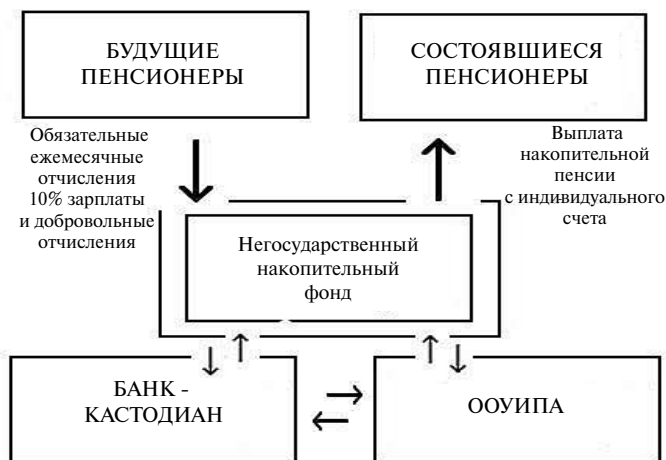 БУДУЩИЕ
ПЕНСИОНЕРЫ
СОСТОЯВШИЕСЯ
ПЕНСИОНЕРЫ
Обязательные
ежемесячные
отчисления
10% зарплаты
и добровольные
отчисления
Выплата
накопительной
пенсии
с индивидуального
счета
Негосударственный
накопительный
фонд
БАНК -
КАСТОДИАН
ООУИПА